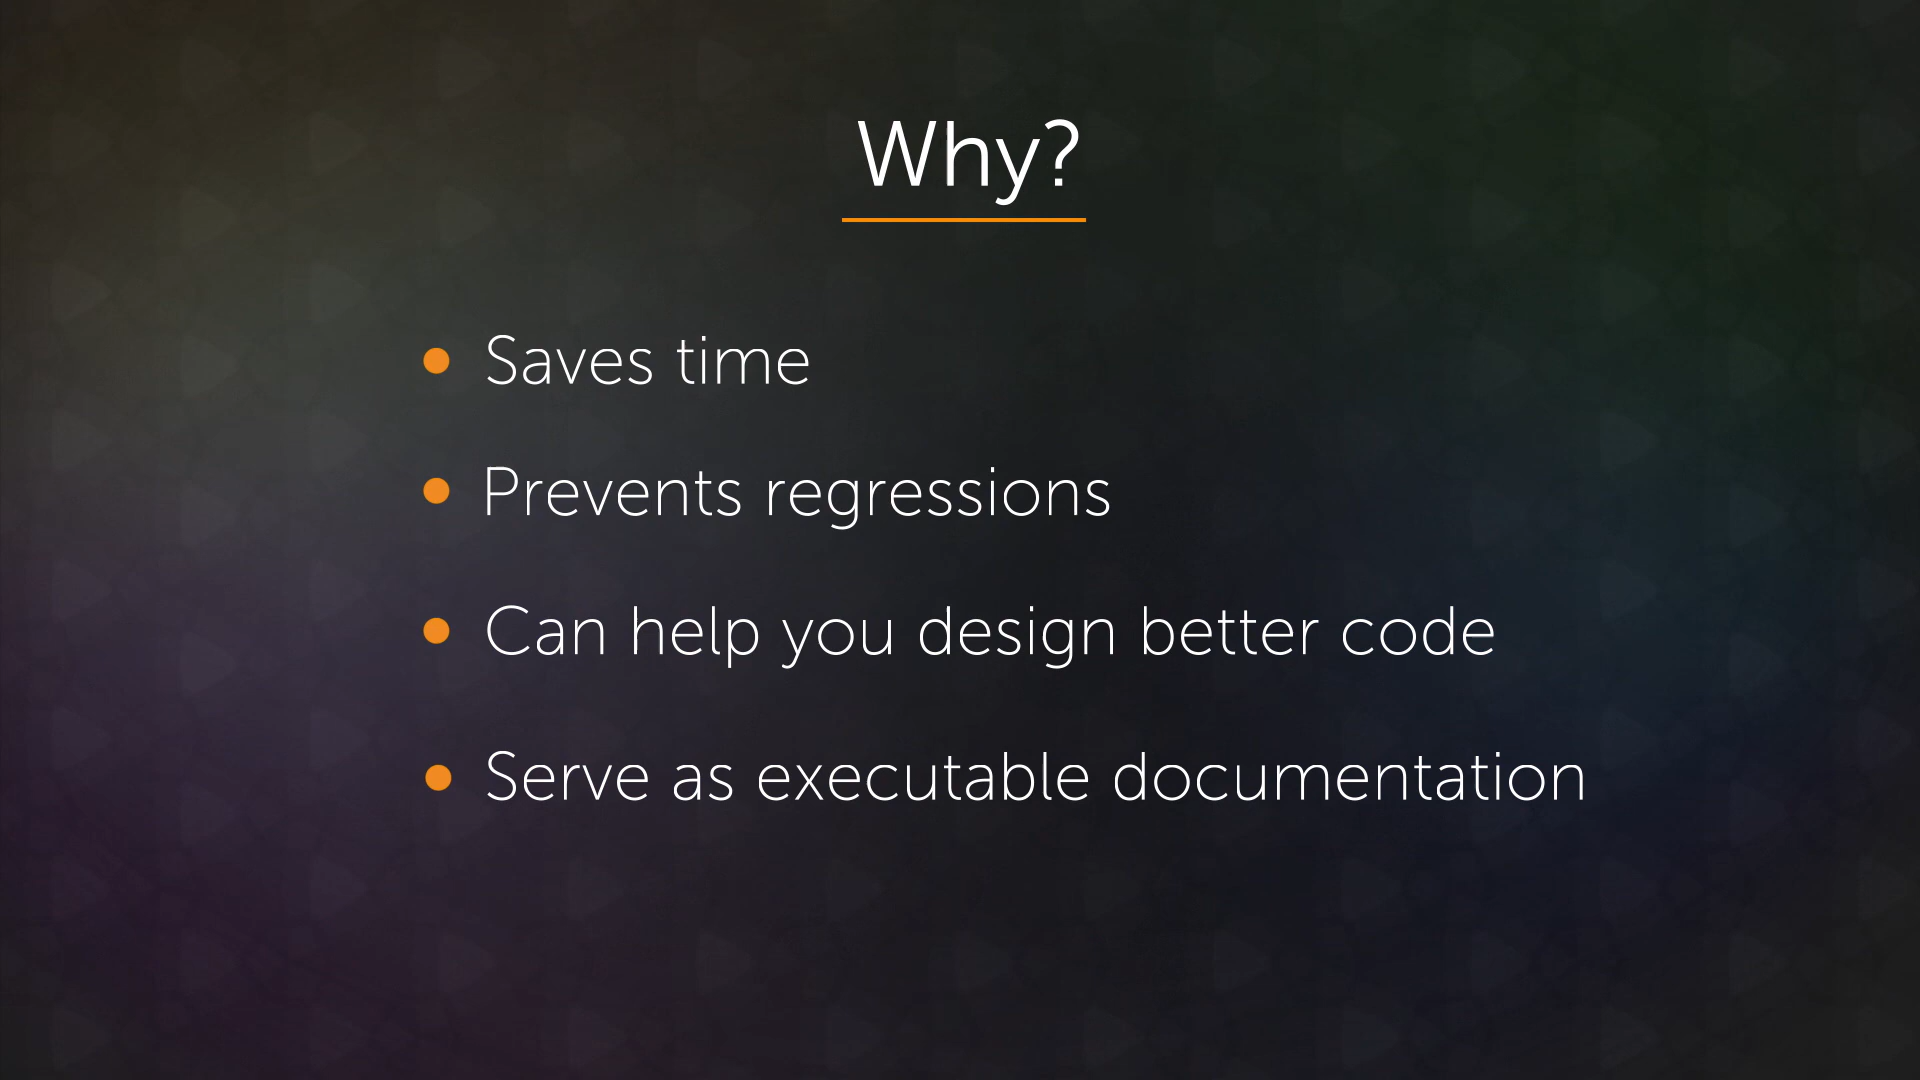 Why?
Saves time
Prevents regressions
Can help you design better code
Serve as executable documentation